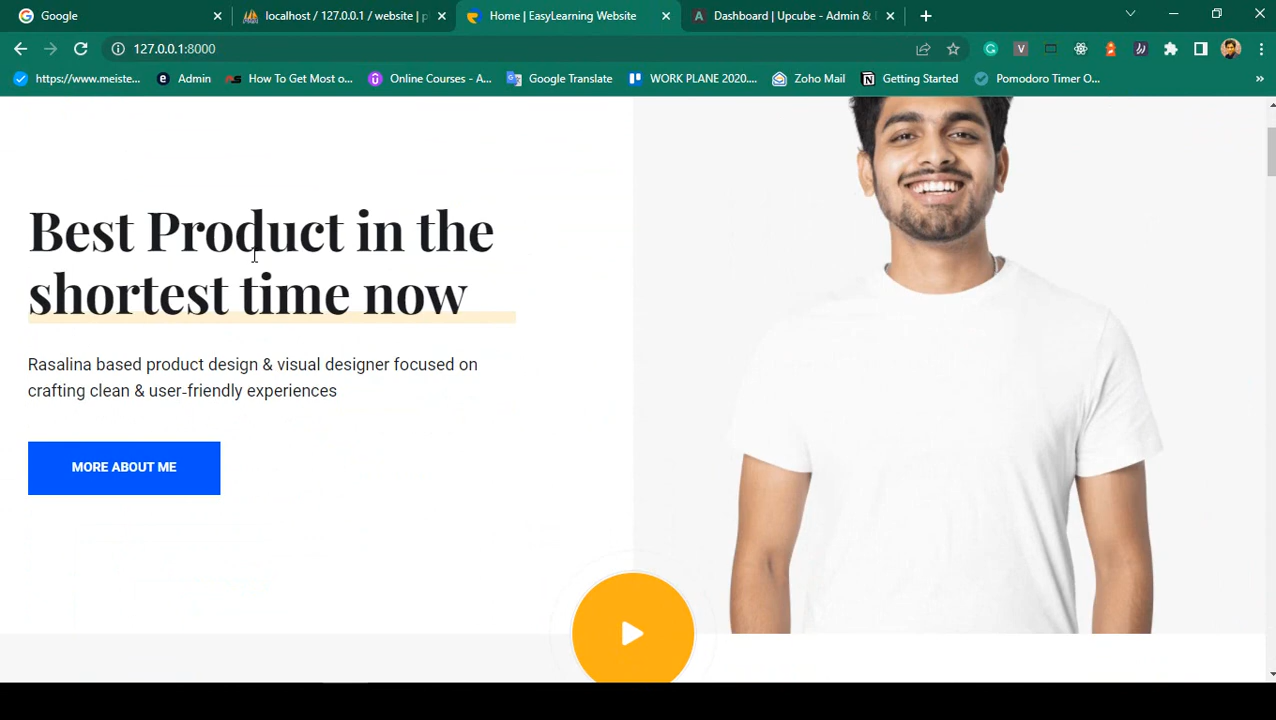 Google
localhost / 127.0.0.1 / website | p
Home | EasyLearning Website
Dashboard | Upcube - Admin &
127.0.0.1:8000
https://www.meiste...
Admin
How To Get Most o...
Online Courses - A...
Google Translate
WORK PLANE 2020....
Zoho Mail
Getting Started
Pomodoro Timer O...
»
Best Product in the
shortest time now
Rasalina based product design & visual designer focused on
crafting clean & user-friendly experiences
MORE ABOUT ME